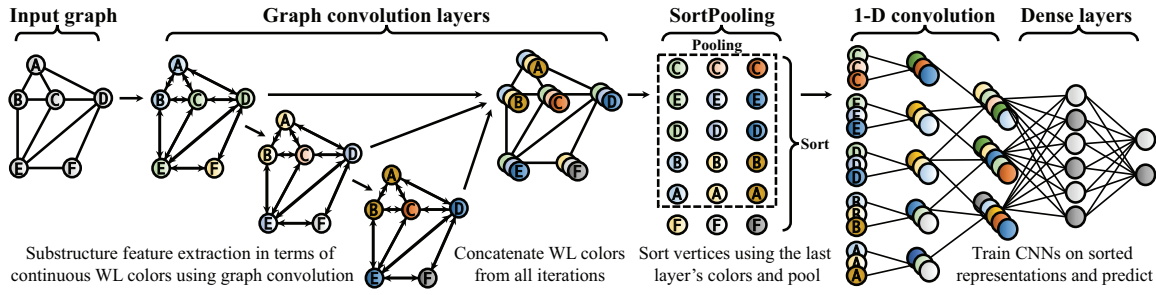 Input graph
Graph convolution layers
SortPooling
1-D convolution
Dense layers
A
B
C
D
E
F
A
B
C
D
E
F
A
B
C
D
E
F
A
B
C
D
E
F
A
B
C
D
E
F
Pooling
C C C
E E E
D D D
B B B
A A A
F F F
Sort
C
C
C
E
E
E
D
D
D
B
B
B
A
A
A
Substructure feature extraction in terms of
continuous WL colors using graph convolution
Concatenate WL colors
from all iterations
Sort vertices using the last
layer's colors and pool
Train CNNs on sorted
representations and predict